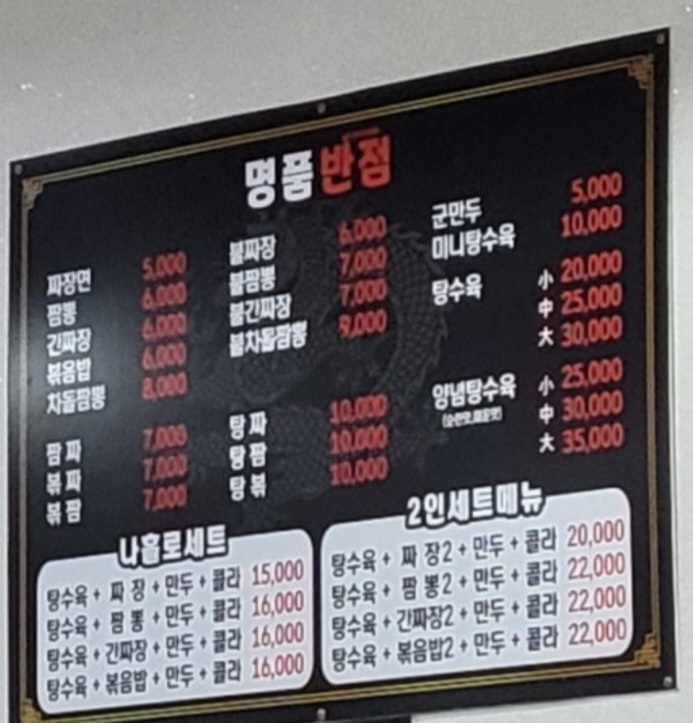 명품반점
짜장면 5,000
짬뽕 6,000
간짜장 6,000
볶음밥 6,000
차돌짬뽕 8,000
짬짜 7,000
볶짜 7,000
볶짬 7,000
불짜장 6,000
불짬뽕 7,000
불간짜장 7,000
불차돌짬뽕 9,000
탕짜 10,000
탕짬 10,000
탕볶 10,000
군만두 5,000
미니탕수육 10,000
탕수육 小 20,000
中 25,000
大 30,000
양념탕수육 小 25,000
(순한맛,매운맛) 中 30,000
大 35,000
나홀로세트
탕수육 + 짜 장 + 만두 + 콜라 15,000
탕수육 + 짬 뽕 + 만두 + 콜라 16,000
탕수육 + 간짜장 + 만두 + 콜라 16,000
탕수육 + 볶음밥 + 만두 + 콜라 16,000
2인세트메뉴
탕수육 + 짜 장2 + 만두 + 콜라 20,000
탕수육 + 짬 뽕2 + 만두 + 콜라 22,000
탕수육 + 간짜장2 + 만두 + 콜라 22,000
탕수육 + 볶음밥2 + 만두 + 콜라 22,000